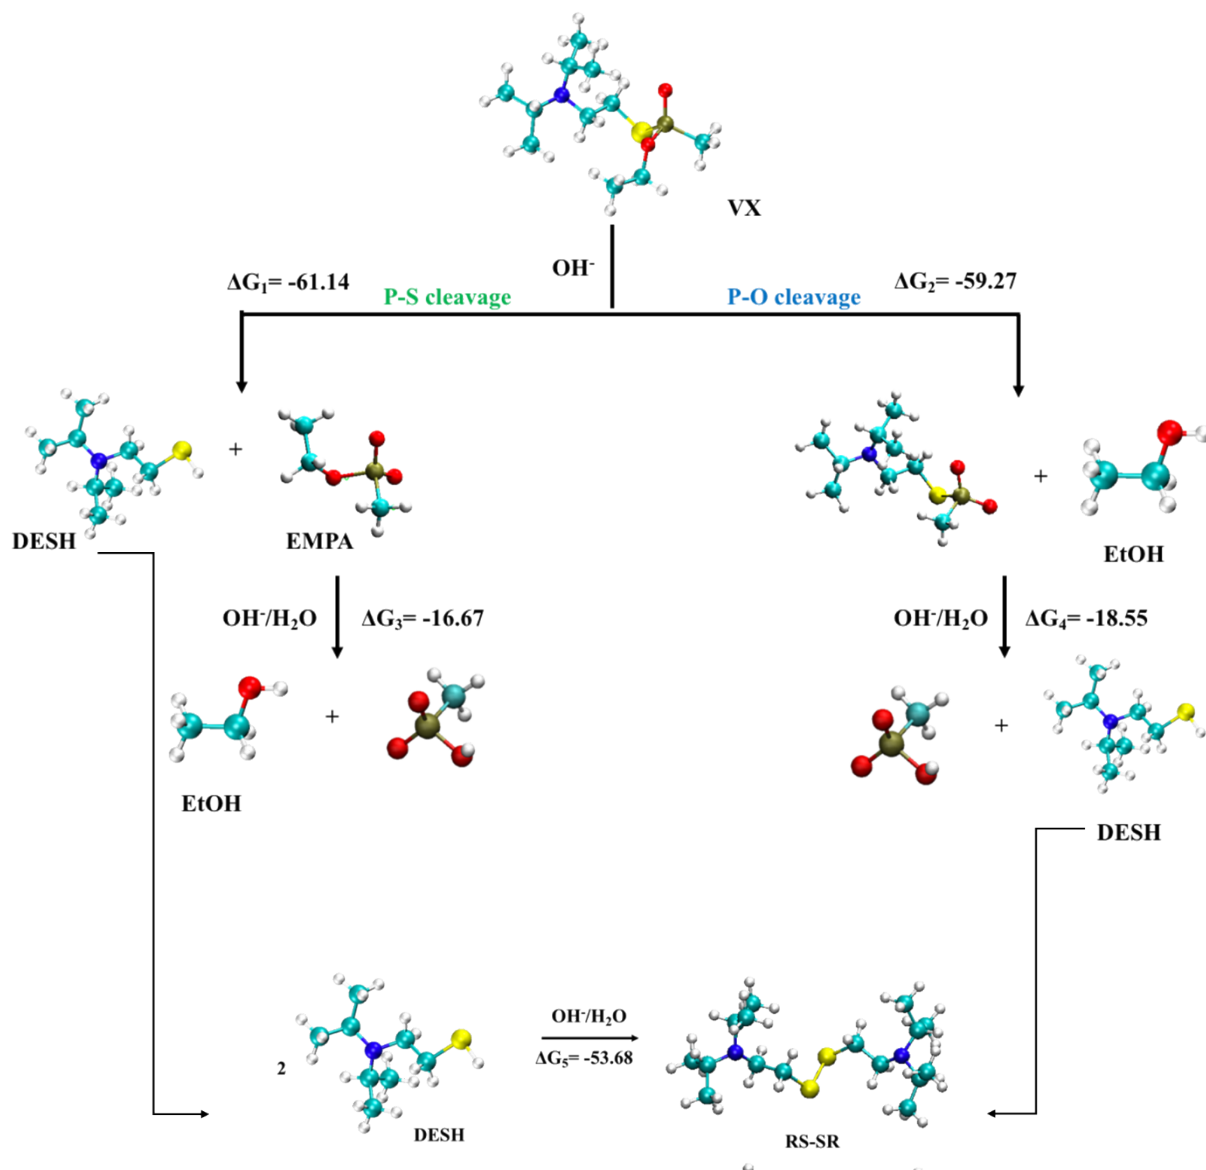 VX
OH⁻
ΔG₁= -61.14
P-S cleavage
P-O cleavage
ΔG₂= -59.27
+
+
DESH
EMPA
EtOH
OH⁻/H₂O
ΔG₃= -16.67
OH⁻/H₂O
ΔG₄= -18.55
+
+
EtOH
DESH
OH⁻/H₂O
2
ΔG₅= -53.68
DESH
RS-SR